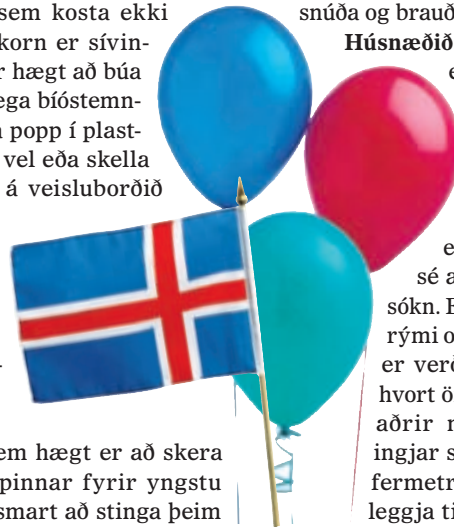 sem kosta ekki
korn er sívin-
r hægt að búa
ega bíóstemn-
popp í plast-
vel eða skella
á veisluborðið
em hægt er að skera
pinnar fyrir yngstu
smart að stinga þeim
snúða og brauð
Húsnæðið
e
sé a
sókn. E
rými o
er verð
hvort ö
aðrir
ingjar s
fermetr
leggja ti